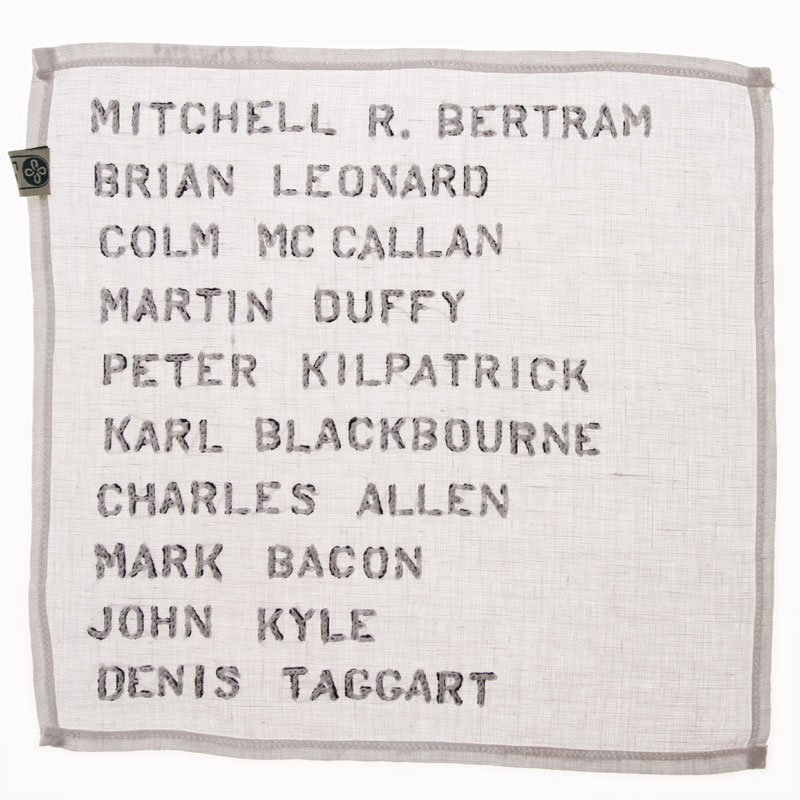 MITCHELL R. BERTRAM
BRIAN LEONARD
COLM MC CALLAN
MARTIN DUFFY
PETER KILPATRICK
KARL BLACKBOURNE
CHARLES ALLEN
MARK BACON
JOHN KYLE
DENIS TAGGART